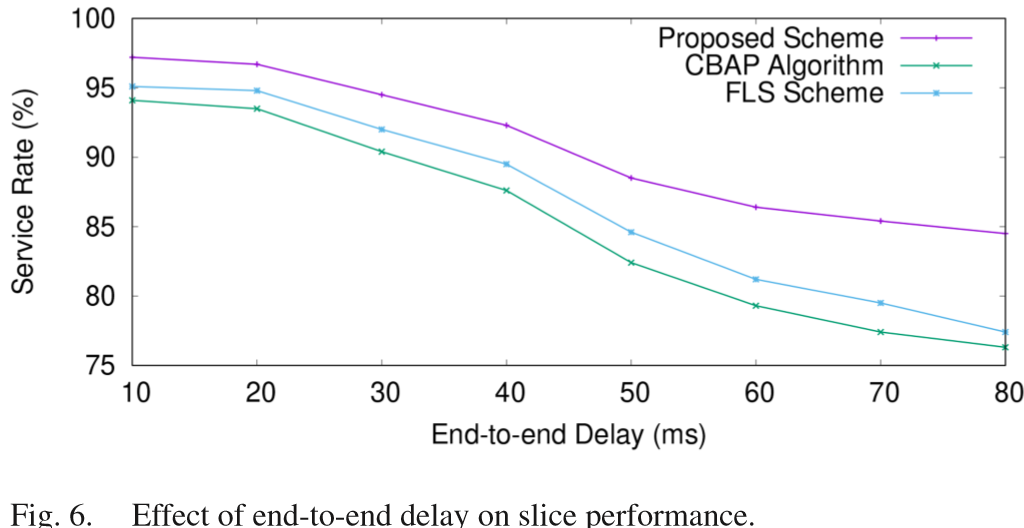 100
95
90
85
80
75
Service Rate (%)
Proposed Scheme
CBAP Algorithm
FLS Scheme
10 20 30 40 50 60 70 80
End-to-end Delay (ms)
Fig. 6. Effect of end-to-end delay on slice performance.